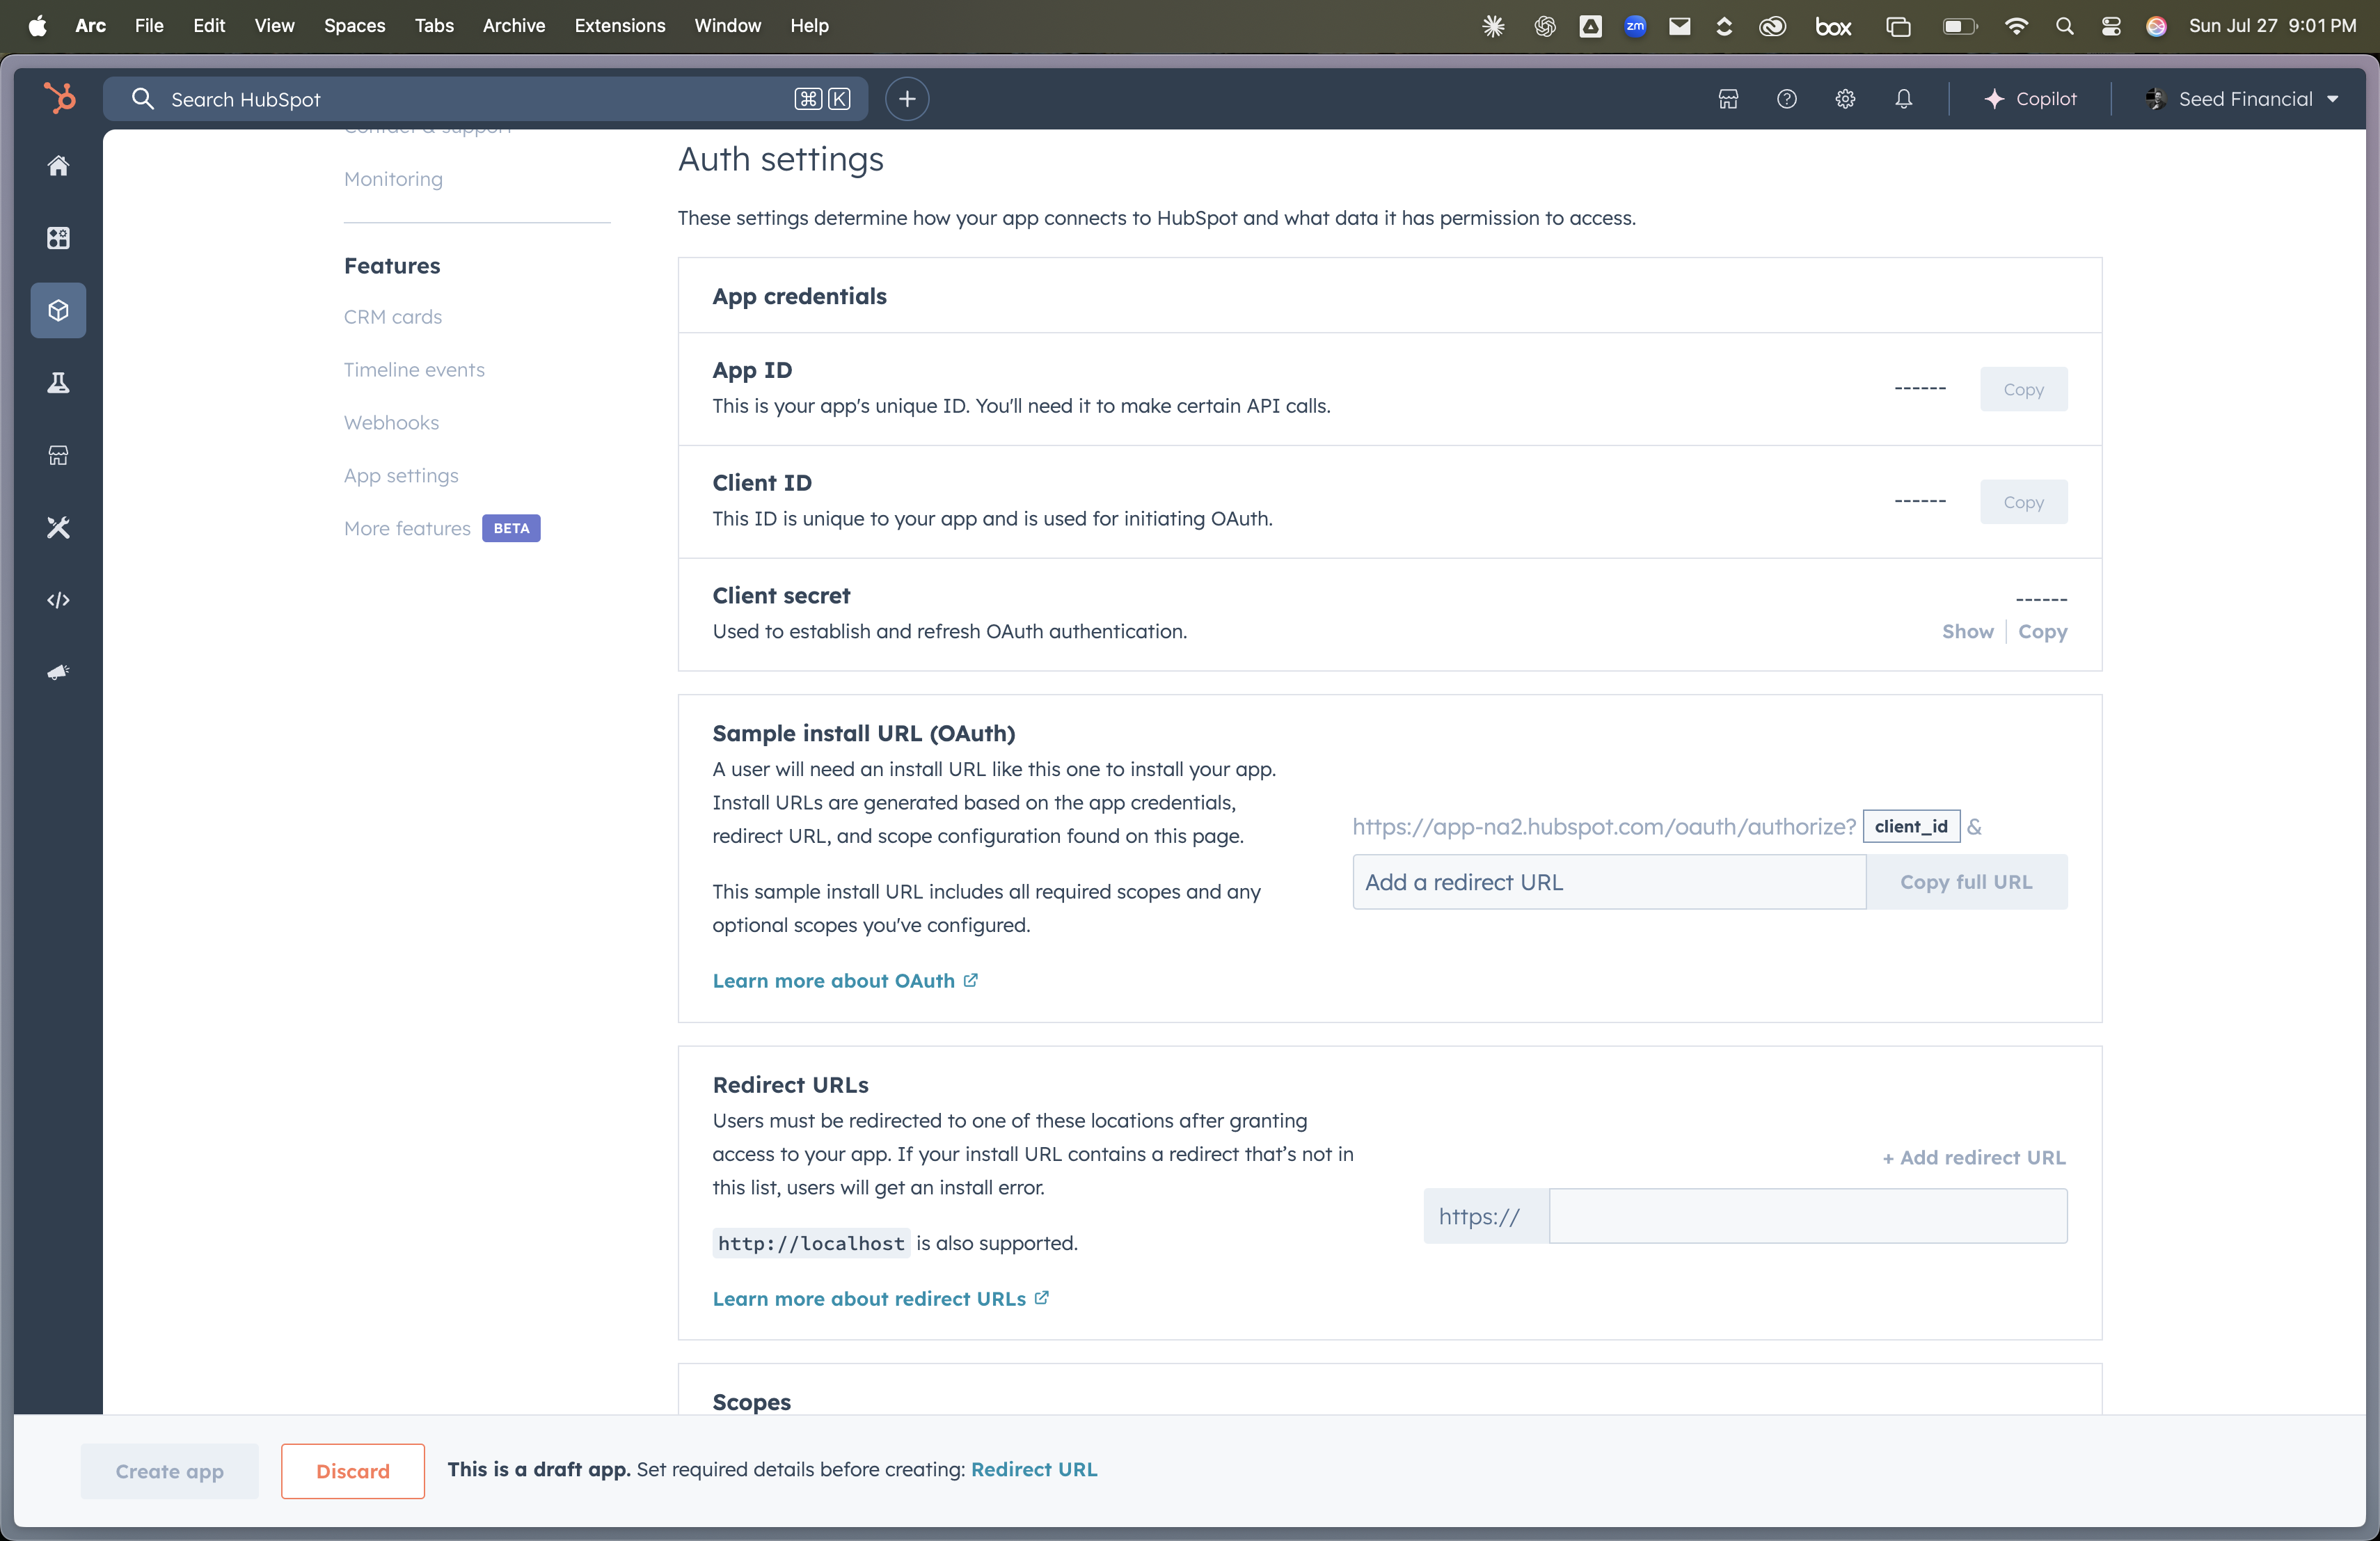 Arc File Edit View Spaces Tabs Archive Extensions Window Help zm box Sun Jul 27 9:01 PM
Search HubSpot ⌘ K + Copilot Seed Financial
Contact & support
Monitoring
Features
CRM cards
Timeline events
Webhooks
App settings
More features BETA
Auth settings
These settings determine how your app connects to HubSpot and what data it has permission to access.
App credentials
App ID
This is your app's unique ID. You'll need it to make certain API calls.
------ Copy
Client ID
This ID is unique to your app and is used for initiating OAuth.
------ Copy
Client secret
Used to establish and refresh OAuth authentication.
------
Show Copy
Sample install URL (OAuth)
A user will need an install URL like this one to install your app.
Install URLs are generated based on the app credentials,
redirect URL, and scope configuration found on this page.
This sample install URL includes all required scopes and any
optional scopes you've configured.
Learn more about OAuth
https://app-na2.hubspot.com/oauth/authorize? client_id &
Add a redirect URL Copy full URL
Redirect URLs
Users must be redirected to one of these locations after granting
access to your app. If your install URL contains a redirect that’s not in
this list, users will get an install error.
http://localhost is also supported.
Learn more about redirect URLs
+ Add redirect URL
https://
Scopes
Create app Discard This is a draft app. Set required details before creating: Redirect URL